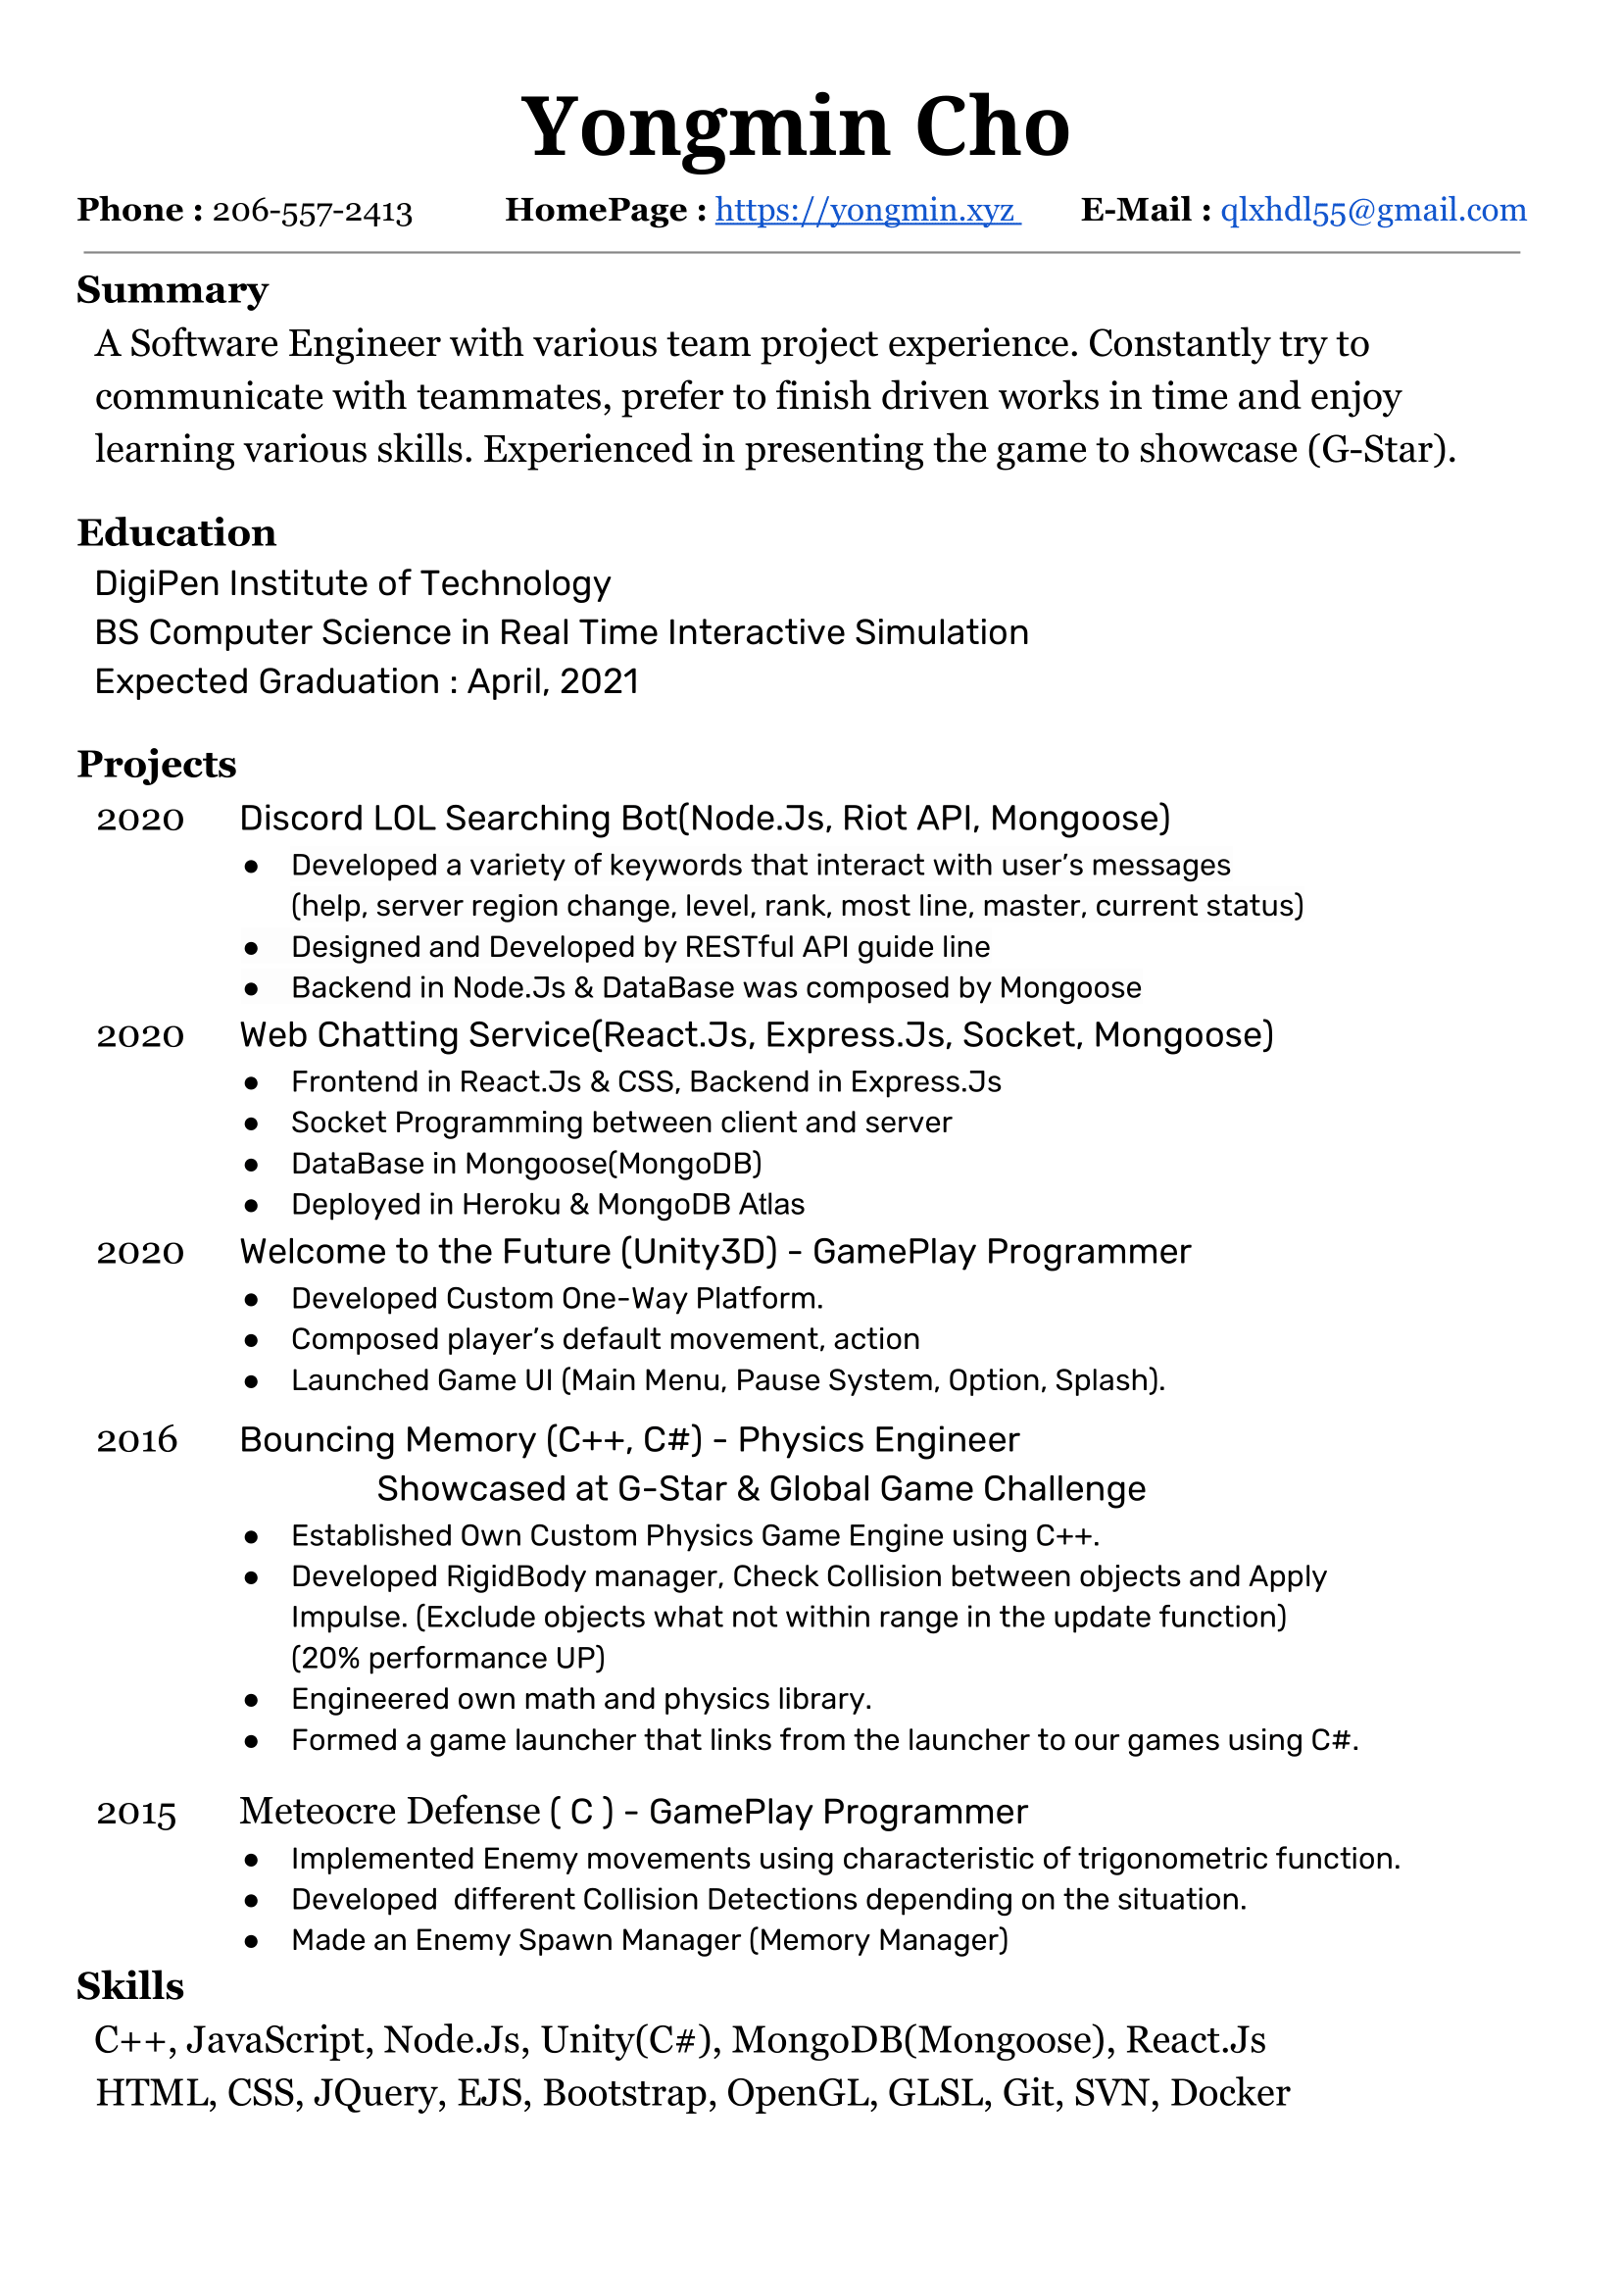 Yongmin Cho
Phone : 206-557-2413 HomePage : https://yongmin.xyz E-Mail : qlxhdl55@gmail.com
Summary
A Software Engineer with various team project experience. Constantly try to
communicate with teammates, prefer to finish driven works in time and enjoy
learning various skills. Experienced in presenting the game to showcase (G-Star).
Education
DigiPen Institute of Technology
BS Computer Science in Real Time Interactive Simulation
Expected Graduation : April, 2021
Projects
2020 Discord LOL Searching Bot(Node.Js, Riot API, Mongoose)
● Developed a variety of keywords that interact with user’s messages
(help, server region change, level, rank, most line, master, current status)
● Designed and Developed by RESTful API guide line
● Backend in Node.Js & DataBase was composed by Mongoose
2020 Web Chatting Service(React.Js, Express.Js, Socket, Mongoose)
● Frontend in React.Js & CSS, Backend in Express.Js
● Socket Programming between client and server
● DataBase in Mongoose(MongoDB)
● Deployed in Heroku & MongoDB Atlas
2020 Welcome to the Future (Unity3D) - GamePlay Programmer
● Developed Custom One-Way Platform.
● Composed player’s default movement, action
● Launched Game UI (Main Menu, Pause System, Option, Splash).
2016 Bouncing Memory (C++, C#) - Physics Engineer
Showcased at G-Star & Global Game Challenge
● Established Own Custom Physics Game Engine using C++.
● Developed RigidBody manager, Check Collision between objects and Apply
Impulse. (Exclude objects what not within range in the update function)
(20% performance UP)
● Engineered own math and physics library.
● Formed a game launcher that links from the launcher to our games using C#.
2015 Meteocre Defense ( C ) - GamePlay Programmer
● Implemented Enemy movements using characteristic of trigonometric function.
● Developed different Collision Detections depending on the situation.
● Made an Enemy Spawn Manager (Memory Manager)
Skills
C++, JavaScript, Node.Js, Unity(C#), MongoDB(Mongoose), React.Js
HTML, CSS, JQuery, EJS, Bootstrap, OpenGL, GLSL, Git, SVN, Docker